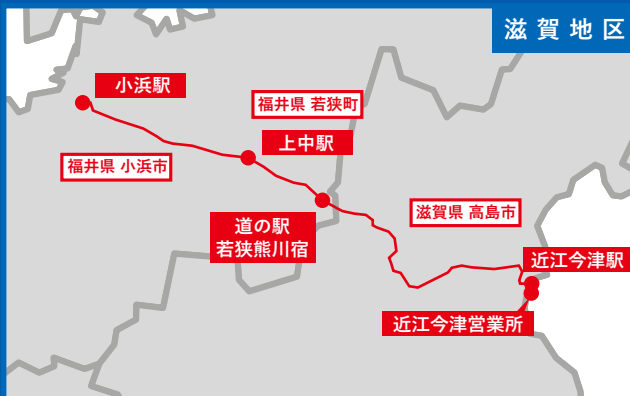 滋賀地区
小浜駅
福井県 若狭町
上中駅
福井県 小浜市
滋賀県 高島市
道の駅
若狭熊川宿
近江今津駅
近江今津営業所